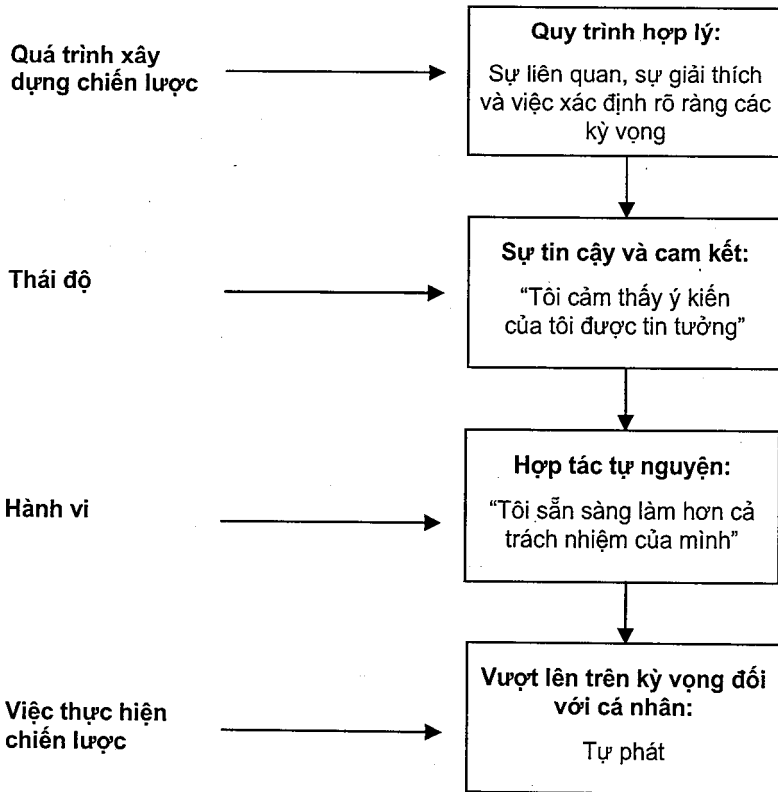 Quá trình xây
dựng chiến lược
Quy trình hợp lý:
Sự liên quan, sự giải thích
và việc xác định rõ ràng các
kỳ vọng
Thái độ
Sự tin cậy và cam kết:
“Tôi cảm thấy ý kiến
của tôi được tin tưởng”
Hành vi
Hợp tác tự nguyện:
“Tôi sẵn sàng làm hơn cả
trách nhiệm của mình”
Việc thực hiện
chiến lược
Vượt lên trên kỳ vọng đối
với cá nhân:
Tự phát